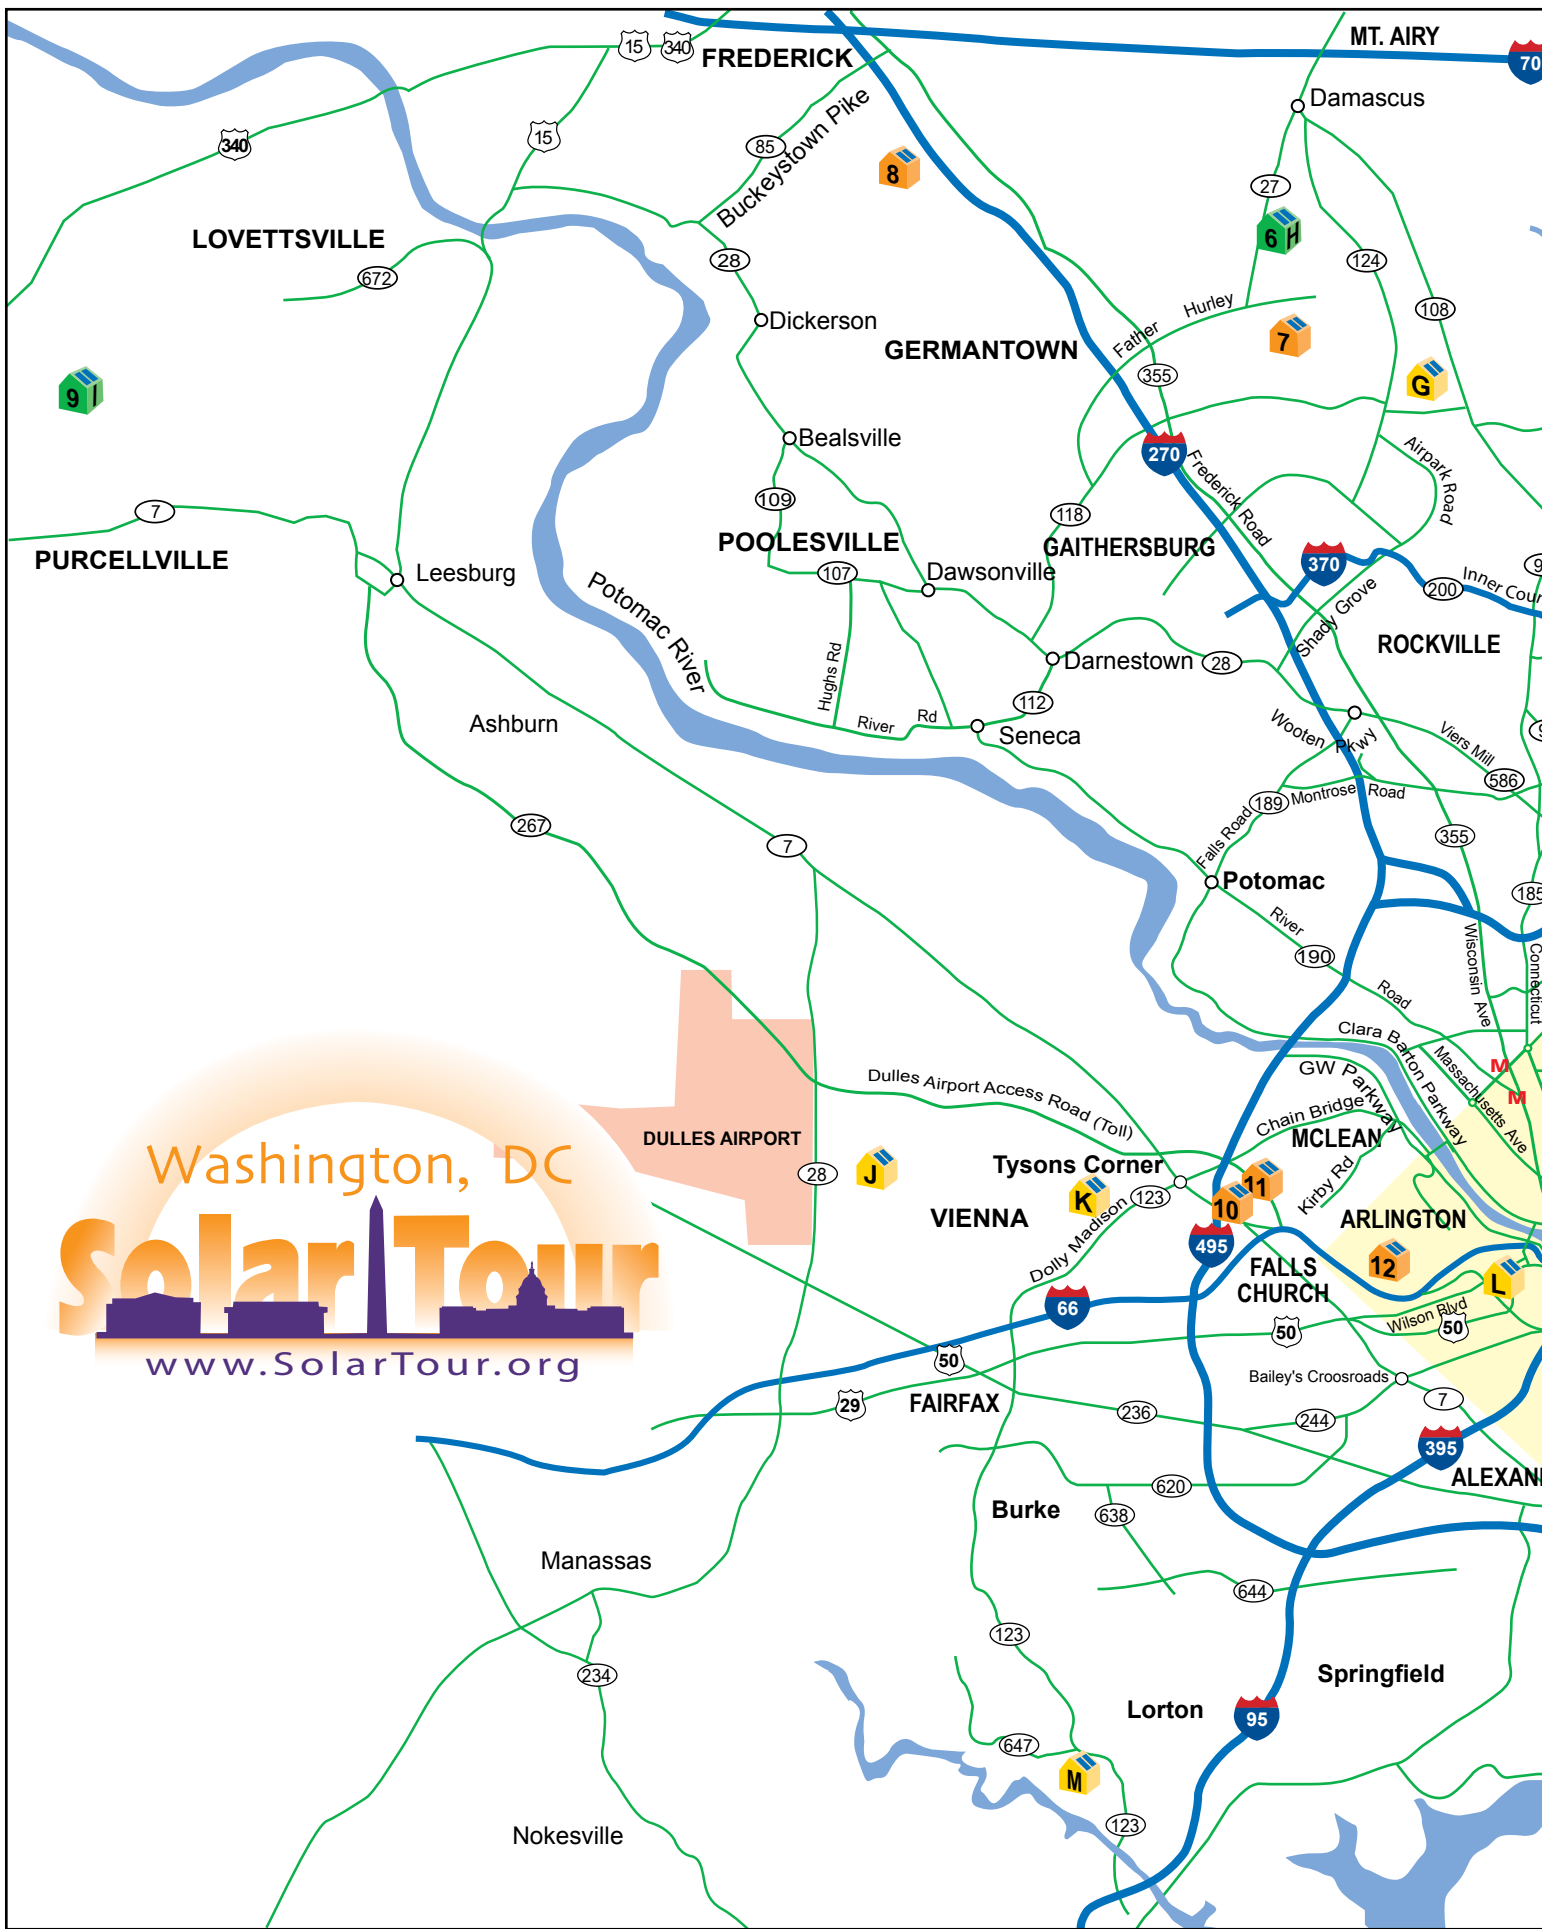 MT. AIRY
70
15
340
FREDERICK
Damascus
340
15
85
Buckeystown Pike
8
27
6 H
LOVETTSVILLE
672
28
124
Dickerson
Father Hurley
108
GERMANTOWN
7
355
G
9 I
Bealsville
270
Frederick Road
Airpark Road
7
109
118
PURCELLVILLE
POOLESVILLE
GAITHERSBURG
370
Leesburg
107
Dawsonville
200
Inner Coun
9
Potomac River
Shady Grove
ROCKVILLE
Hughs Rd
Darnestown
28
112
Ashburn
River Rd
Seneca
Wooten Pkwy
Viers Mill
9
586
189
Montrose Road
267
7
Falls Road
355
Potomac
185
River
190
Road
Wisconsin Ave
Connecticut
Clara Barton Parkway
Massachusetts Ave
M
M
GW Parkway
Dulles Airport Access Road (Toll)
Chain Bridge
MCLEAN
DULLES AIRPORT
Washington, DC
Solar Tour
www.SolarTour.org
28
J
Tysons Corner
K
123
11
10
Kirby Rd
VIENNA
ARLINGTON
Dolly Madison
495
12
FALLS
CHURCH
L
66
Wilson Blvd
50
50
50
Bailey's Croosroads
29
FAIRFAX
236
244
7
395
ALEXAN
620
Burke
638
Manassas
644
123
234
Springfield
Lorton
95
647
M
123
Nokesville